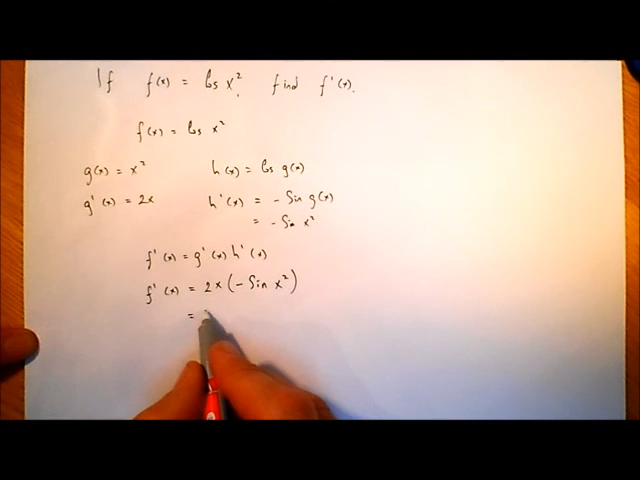 If f(x) = Cos x², find f'(x).
f(x) = Cos x²
g(x) = x² h(x) = Cos g(x)
g'(x) = 2x h'(x) = - Sin g(x)
= - Sin x²
f'(x) = g'(x) h'(x)
f'(x) = 2x (- Sin x²)
=